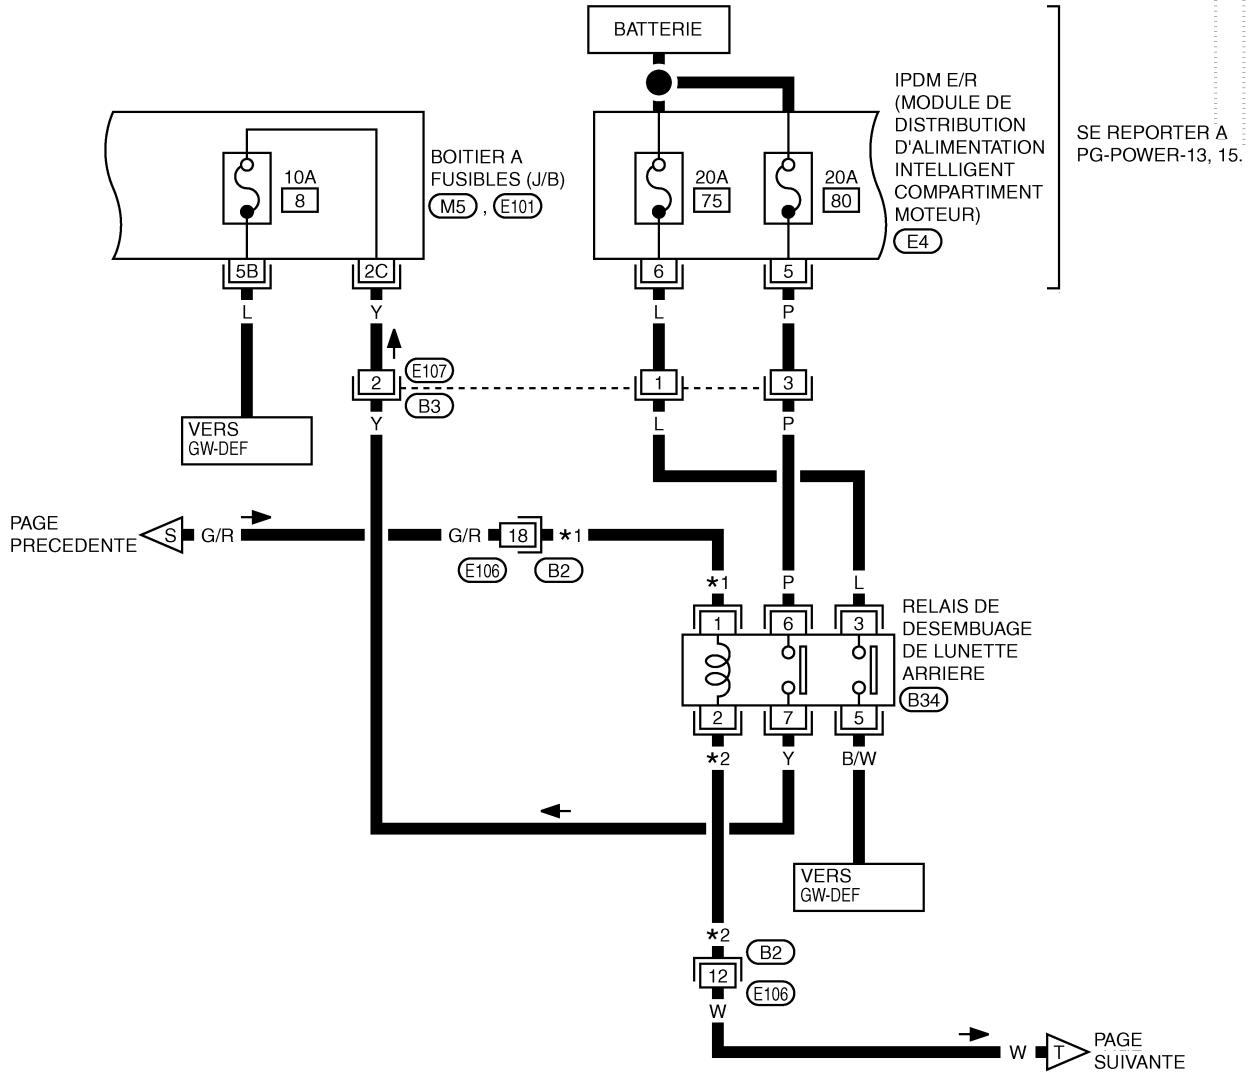 BATTERIE
IPDM E/R
(MODULE DE
DISTRIBUTION
D'ALIMENTATION
INTELLIGENT
COMPARTIMENT
MOTEUR)
E4
SE REPORTER A
PG-POWER-13, 15.
BOITIER A
FUSIBLES (J/B)
M5 , E101
10A
8
20A
75
20A
80
5B
2C
6
5
L
Y
L
P
2
E107
B3
1
3
Y
L
P
VERS
GW-DEF
PAGE
PRECEDENTE
S
G/R
G/R
18
*1
E106
B2
*1
P
L
1
6
3
RELAIS DE
DESEMBUAGE
DE LUNETTE
ARRIERE
B34
2
7
5
*2
Y
B/W
VERS
GW-DEF
*2
B2
12
E106
W
W
T
PAGE
SUIVANTE